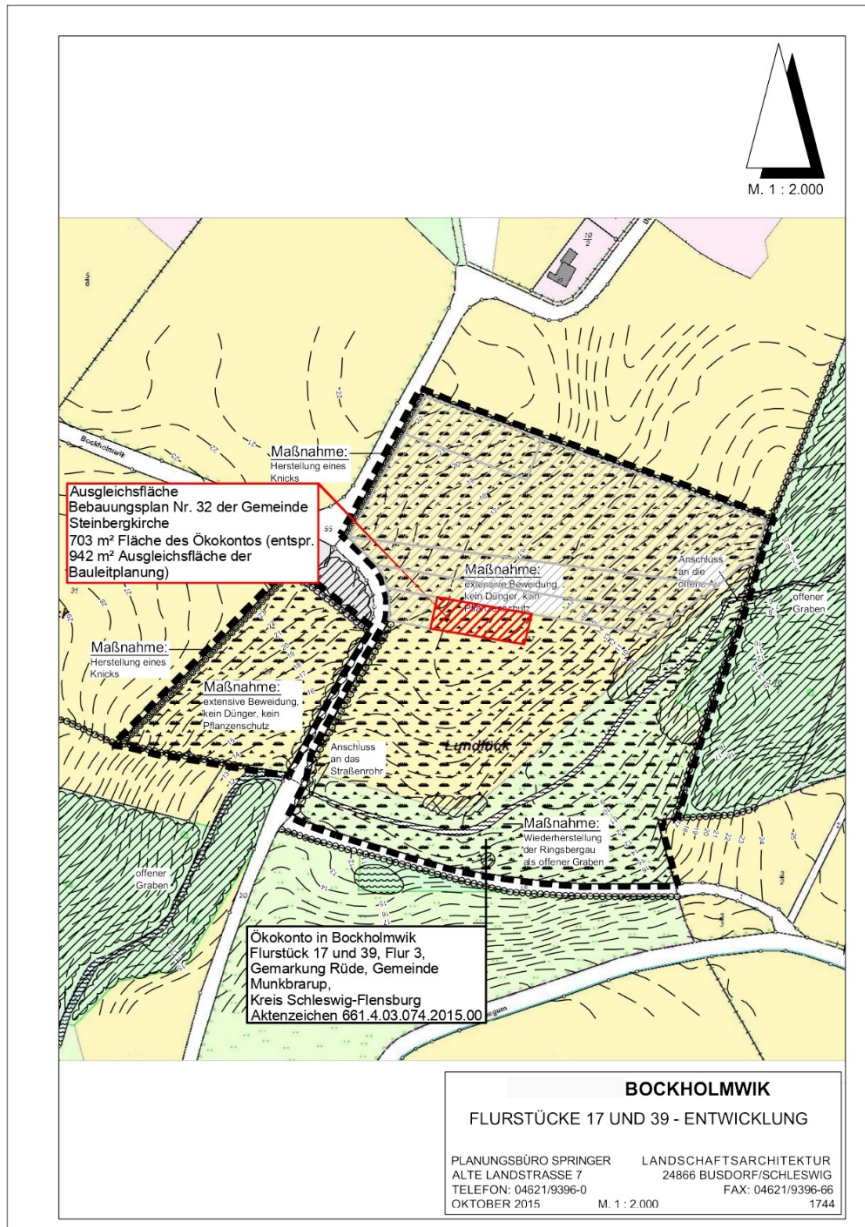 M. 1 : 2.000
10
2
Bockholmwik
Maßnahme:
Herstellung eines
Knicks
Ausgleichsfläche
Bebauungsplan Nr. 32 der Gemeinde
Steinbergkirche
703 m² Fläche des Ökokontos (entspr.
942 m² Ausgleichsfläche der
Bauleitplanung)
55
Maßnahme:
extensive Beweidung,
kein Dünger, kein
Pflanzenschutz
Anschluss
an die
offene Au
offener
Graben
Maßnahme:
Herstellung eines
Knicks
Maßnahme:
extensive Beweidung,
kein Dünger, kein
Pflanzenschutz
Anschluss
an das
Straßenrohr
Lundlück
Maßnahme:
Wiederherstellung
der Ringsbergau
als offener Graben
offener
Graben
Ökokonto in Bockholmwik
Flurstück 17 und 39, Flur 3,
Gemarkung Rüde, Gemeinde
Munkbrarup,
Kreis Schleswig-Flensburg
Aktenzeichen 661.4.03.074.2015.00
BOCKHOLMWIK
FLURSTÜCKE 17 UND 39 - ENTWICKLUNG
PLANUNGSBÜRO SPRINGER LANDSCHAFTSARCHITEKTUR
ALTE LANDSTRASSE 7 24866 BUSDORF/SCHLESWIG
TELEFON: 04621/9396-0 FAX: 04621/9396-66
OKTOBER 2015 M. 1 : 2.000 1744